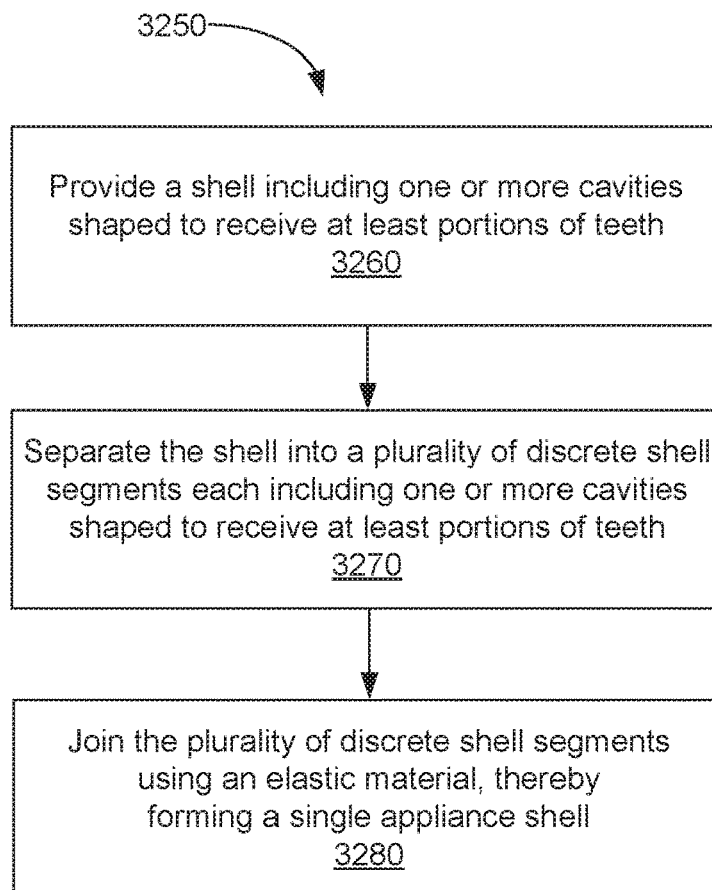 3250
Provide a shell including one or more cavities
shaped to receive at least portions of teeth
3260
Separate the shell into a plurality of discrete shell
segments each including one or more cavities
shaped to receive at least portions of teeth
3270
Join the plurality of discrete shell segments
using an elastic material, thereby
forming a single appliance shell
3280